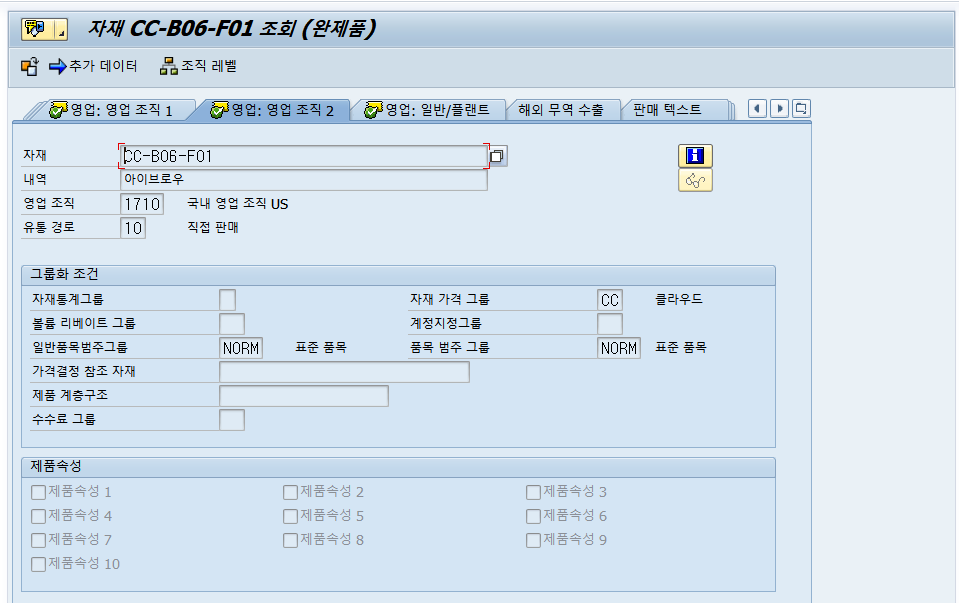 자재 CC-B06-F01 조회 (완제품)
추가 데이터 조직 레벨
영업: 영업 조직 1 영업: 영업 조직 2 영업: 일반/플랜트 해외 무역 수출 판매 텍스트
자재 CC-B06-F01
내역 아이브로우
영업 조직 1710 국내 영업 조직 US
유통 경로 10 직접 판매
그룹화 조건
자재통계그룹 자재 가격 그룹 CC 클라우드
볼륨 리베이트 그룹 계정지정그룹
일반품목범주그룹 NORM 표준 품목 품목 범주 그룹 NORM 표준 품목
가격결정 참조 자재
제품 계층구조
수수료 그룹
제품속성
제품속성 1 제품속성 2 제품속성 3
제품속성 4 제품속성 5 제품속성 6
제품속성 7 제품속성 8 제품속성 9
제품속성 10